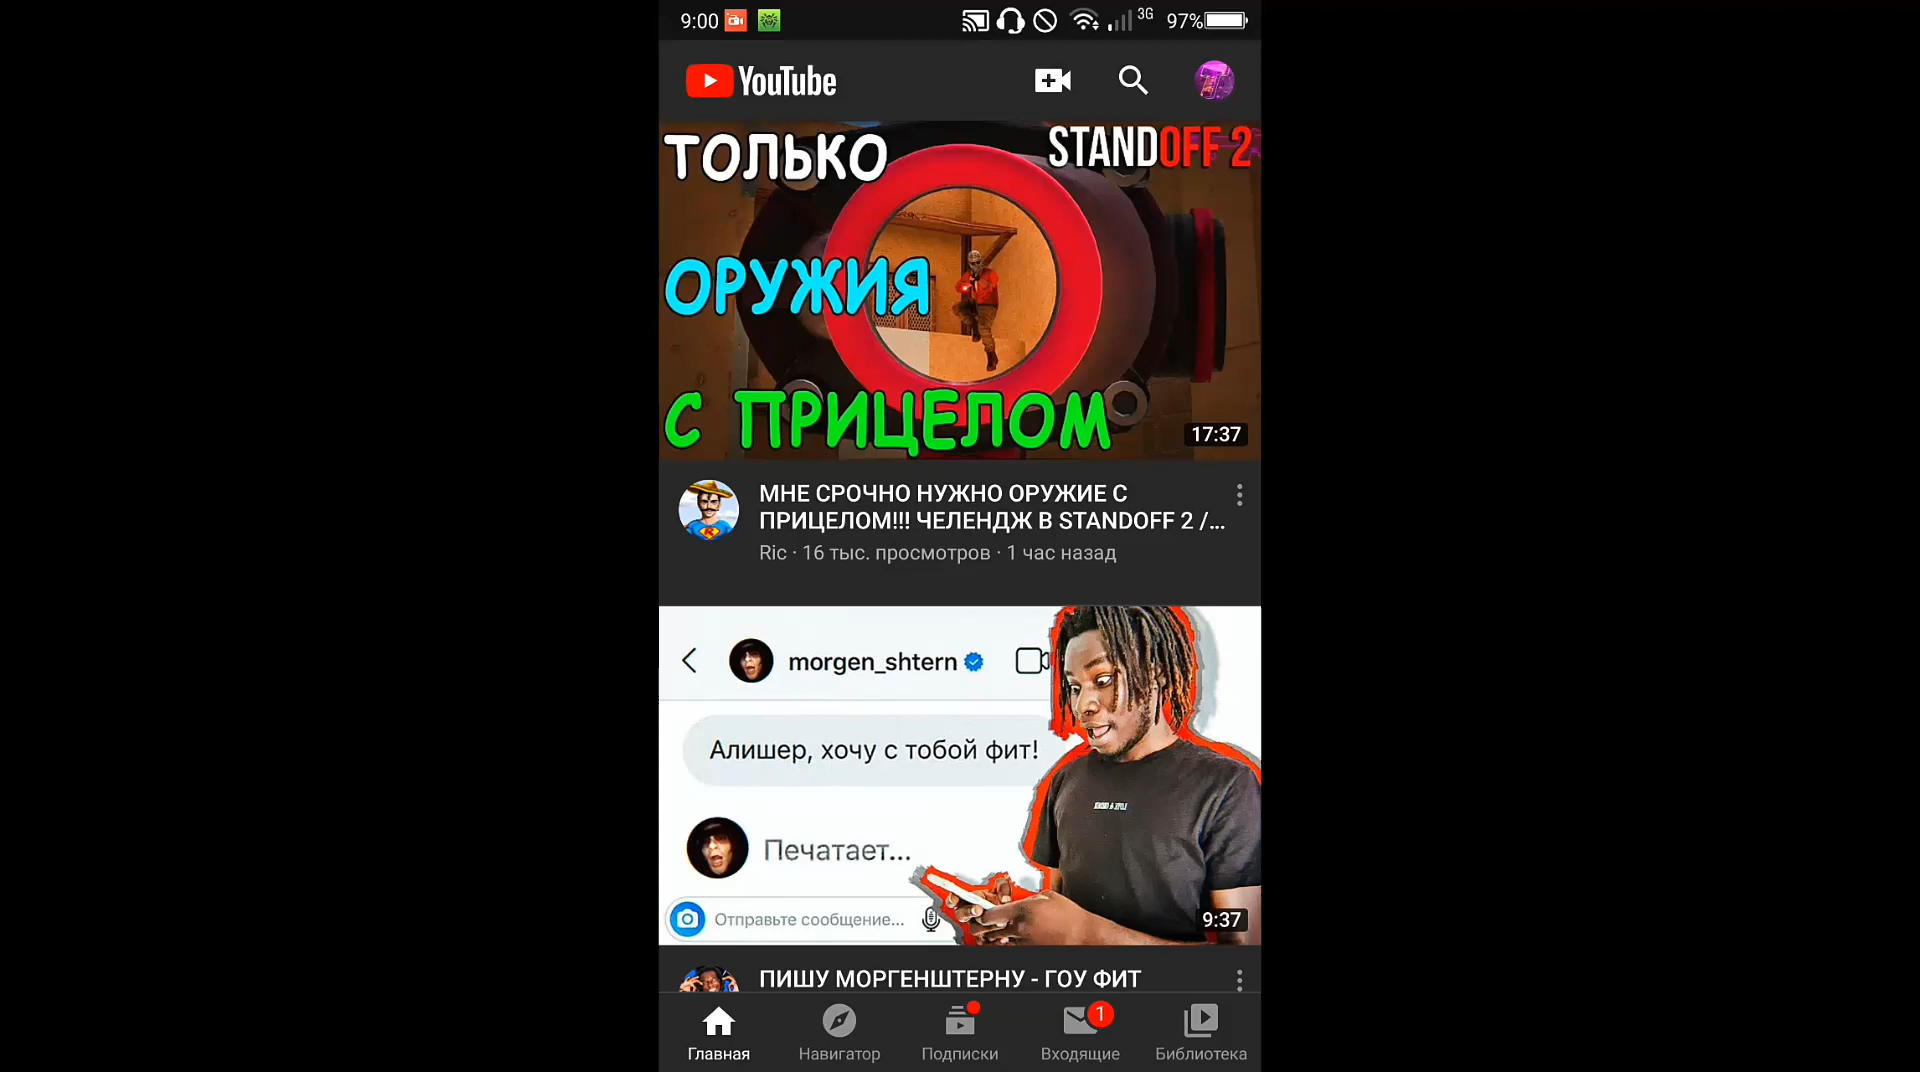 9:00 3G 97%
YouTube
ТОЛЬКО
STANDOFF 2
ОРУЖИЯ
С ПРИЦЕЛОМ
17:37
МНЕ СРОЧНО НУЖНО ОРУЖИЕ С
ПРИЦЕЛОМ!!! ЧЕЛЕНДЖ В STANDOFF 2 /...
Ric · 16 тыс. просмотров · 1 час назад
morgen_shtern
Алишер, хочу с тобой фит!
Печатает...
Отправьте сообщение...
9:37
ПИШУ МОРГЕНШТЕРНУ - ГОУ ФИТ
1
Главная Навигатор Подписки Входящие Библиотека